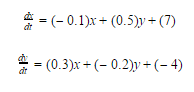 dx/dt = (− 0.1)x + (0.5)y + (7)
dy/dt = (0.3)x + (− 0.2)y + (− 4)